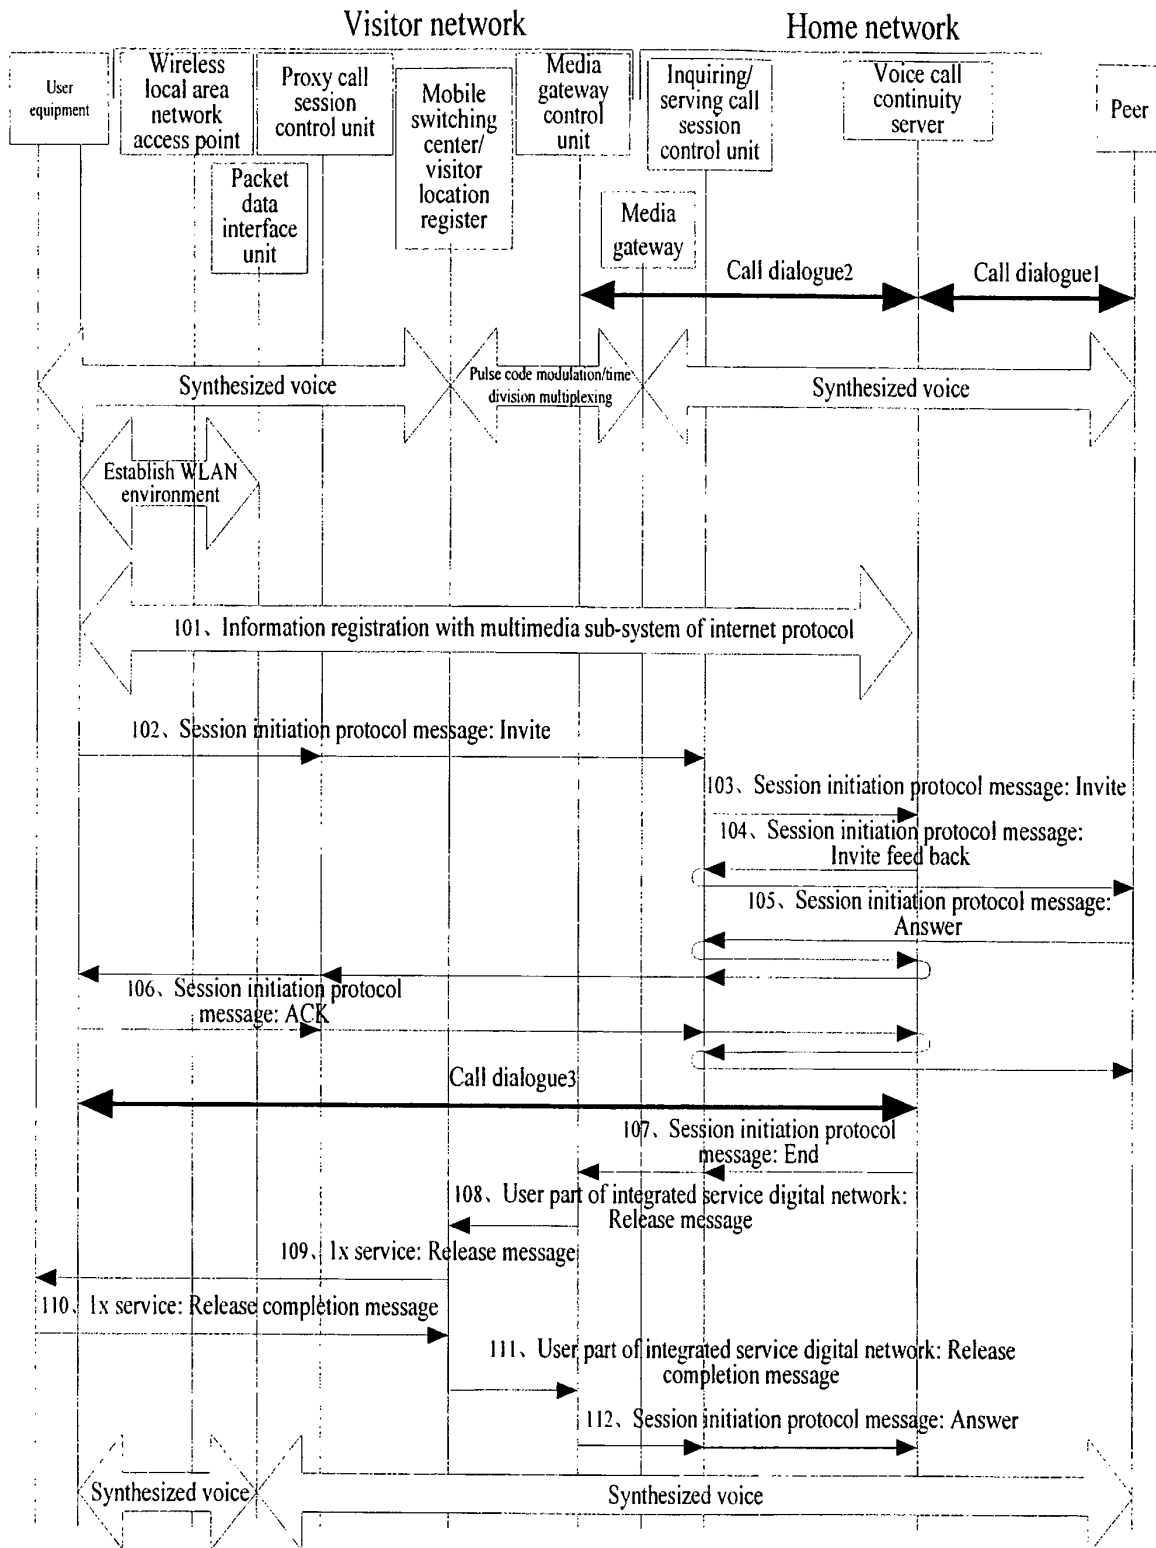 Visitor network
Home network
User
equipment
Wireless
local area
network
access point
Proxy call
session
control unit
Mobile
switching
center/
visitor
location
register
Media
gateway
control
unit
Inquiring/
serving call
session
control unit
Voice call
continuity
server
Peer
Packet
data
interface
unit
Media
gateway
Call dialogue2
Call dialogue1
Synthesized voice
Pulse code modulation/time
division multiplexing
Synthesized voice
Establish WLAN
environment
101、Information registration with multimedia sub-system of internet protocol
102、Session initiation protocol message: Invite
103、Session initiation protocol message: Invite
104、Session initiation protocol message:
Invite feed back
105、Session initiation protocol message:
Answer
106、Session initiation protocol
message: ACK
Call dialogue3
107、Session initiation protocol
message: End
108、User part of integrated service digital network:
Release message
109、1x service: Release message
110、1x service: Release completion message
111、User part of integrated service digital network: Release
completion message
112、Session initiation protocol message: Answer
Synthesized voice
Synthesized voice